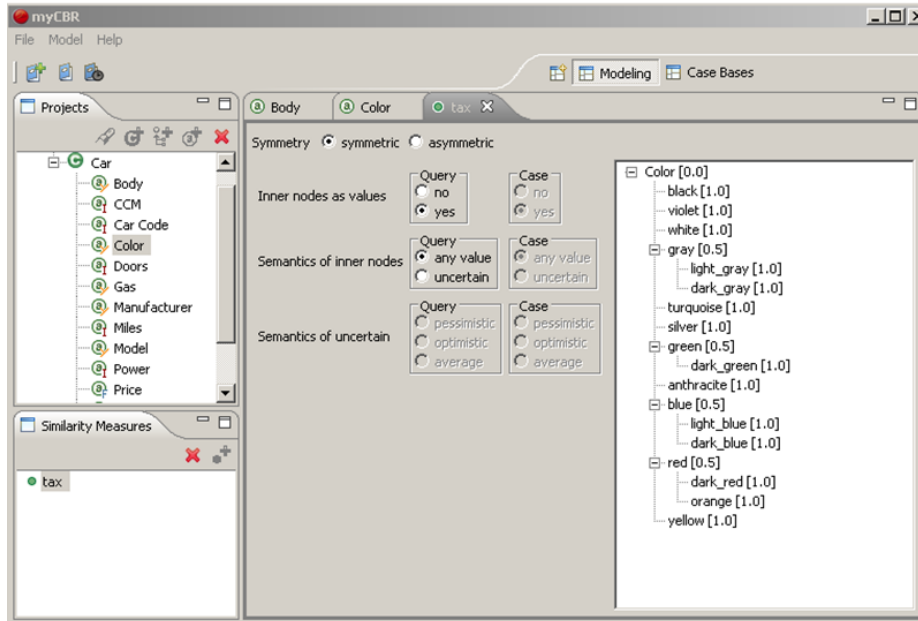 myCBR
File Model Help
Modeling Case Bases
Projects
Car
Body
CCM
Car Code
Color
Doors
Gas
Manufacturer
Miles
Model
Power
Price
Similarity Measures
tax
Body Color tax
Symmetry symmetric asymmetric
Inner nodes as values
Query
no
yes
Case
no
yes
Semantics of inner nodes
Query
any value
uncertain
Case
any value
uncertain
Semantics of uncertain
Query
pessimistic
optimistic
average
Case
pessimistic
optimistic
average
Color [0.0]
black [1.0]
violet [1.0]
white [1.0]
gray [0.5]
light_gray [1.0]
dark_gray [1.0]
turquoise [1.0]
silver [1.0]
green [0.5]
dark_green [1.0]
anthracite [1.0]
blue [0.5]
light_blue [1.0]
dark_blue [1.0]
red [0.5]
dark_red [1.0]
orange [1.0]
yellow [1.0]